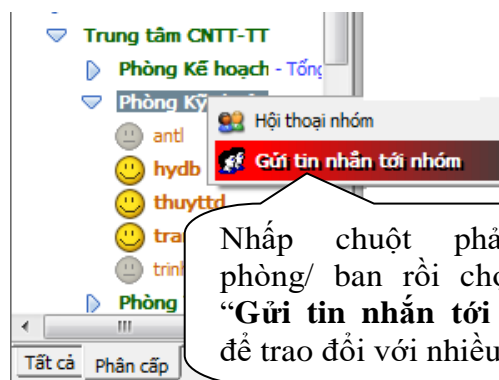 Trung tâm CNTT-TT
Phòng Kế hoạch - Tổng
Phòng
Hội thoại nhóm
antl
Gửi tin nhắn tới nhóm
hydb
thuyttd
Nhấp chuột
phòng/ ban rồi
“Gửi tin nhắn tới
để trao đổi với nhiều
Phòng
Tất cả
Phân cấp